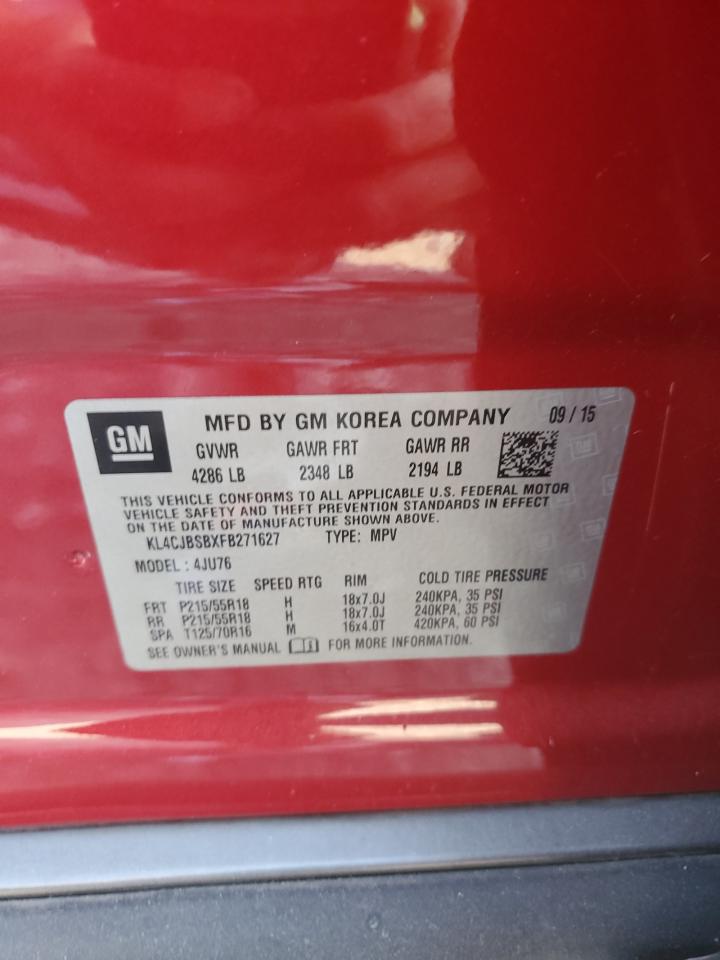 GM
MFD BY GM KOREA COMPANY 09 / 15
GVWR GAWR FRT GAWR RR
4286 LB 2348 LB 2194 LB
THIS VEHICLE CONFORMS TO ALL APPLICABLE U.S. FEDERAL MOTOR
VEHICLE SAFETY AND THEFT PREVENTION STANDARDS IN EFFECT
ON THE DATE OF MANUFACTURE SHOWN ABOVE.
KL4CJBSBXFB271627 TYPE: MPV
MODEL : 4JU76
TIRE SIZE SPEED RTG RIM COLD TIRE PRESSURE
FRT P215/55R18 H 18x7.0J 240KPA, 35 PSI
RR P215/55R18 H 18x7.0J 240KPA, 35 PSI
SPA T125/70R16 M 16x4.0T 420KPA, 60 PSI
SEE OWNER'S MANUAL FOR MORE INFORMATION.